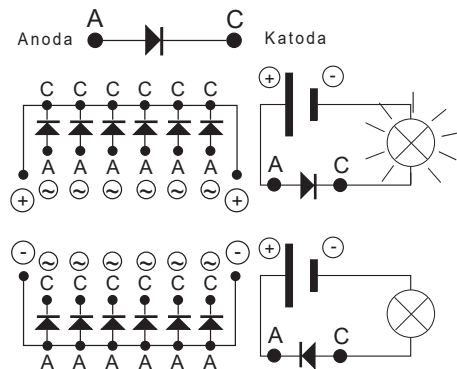 Anoda A C Katoda
C C C C C C
A A A A A A
~ ~ ~ ~ ~ ~
+ +
+ -
A C
- -
~ ~ ~ ~ ~ ~
C C C C C C
A A A A A A
+ -
A C